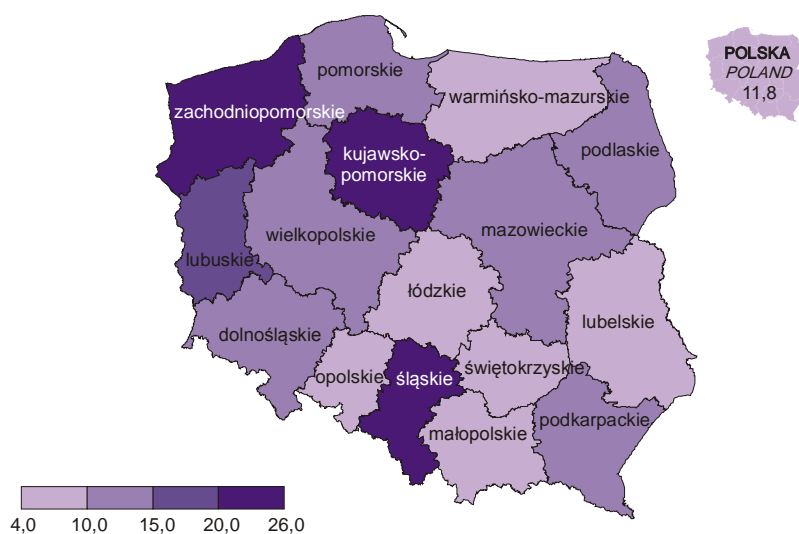 POLSKA
POLAND
11,8
pomorskie
warmińsko-mazurskie
zachodniopomorskie
kujawsko-
pomorskie
podlaskie
wielkopolskie
mazowieckie
lubuskie
łódzkie
lubelskie
dolnośląskie
opolskie
śląskie
świętokrzyskie
małopolskie
podkarpackie
4,0 10,0 15,0 20,0 26,0